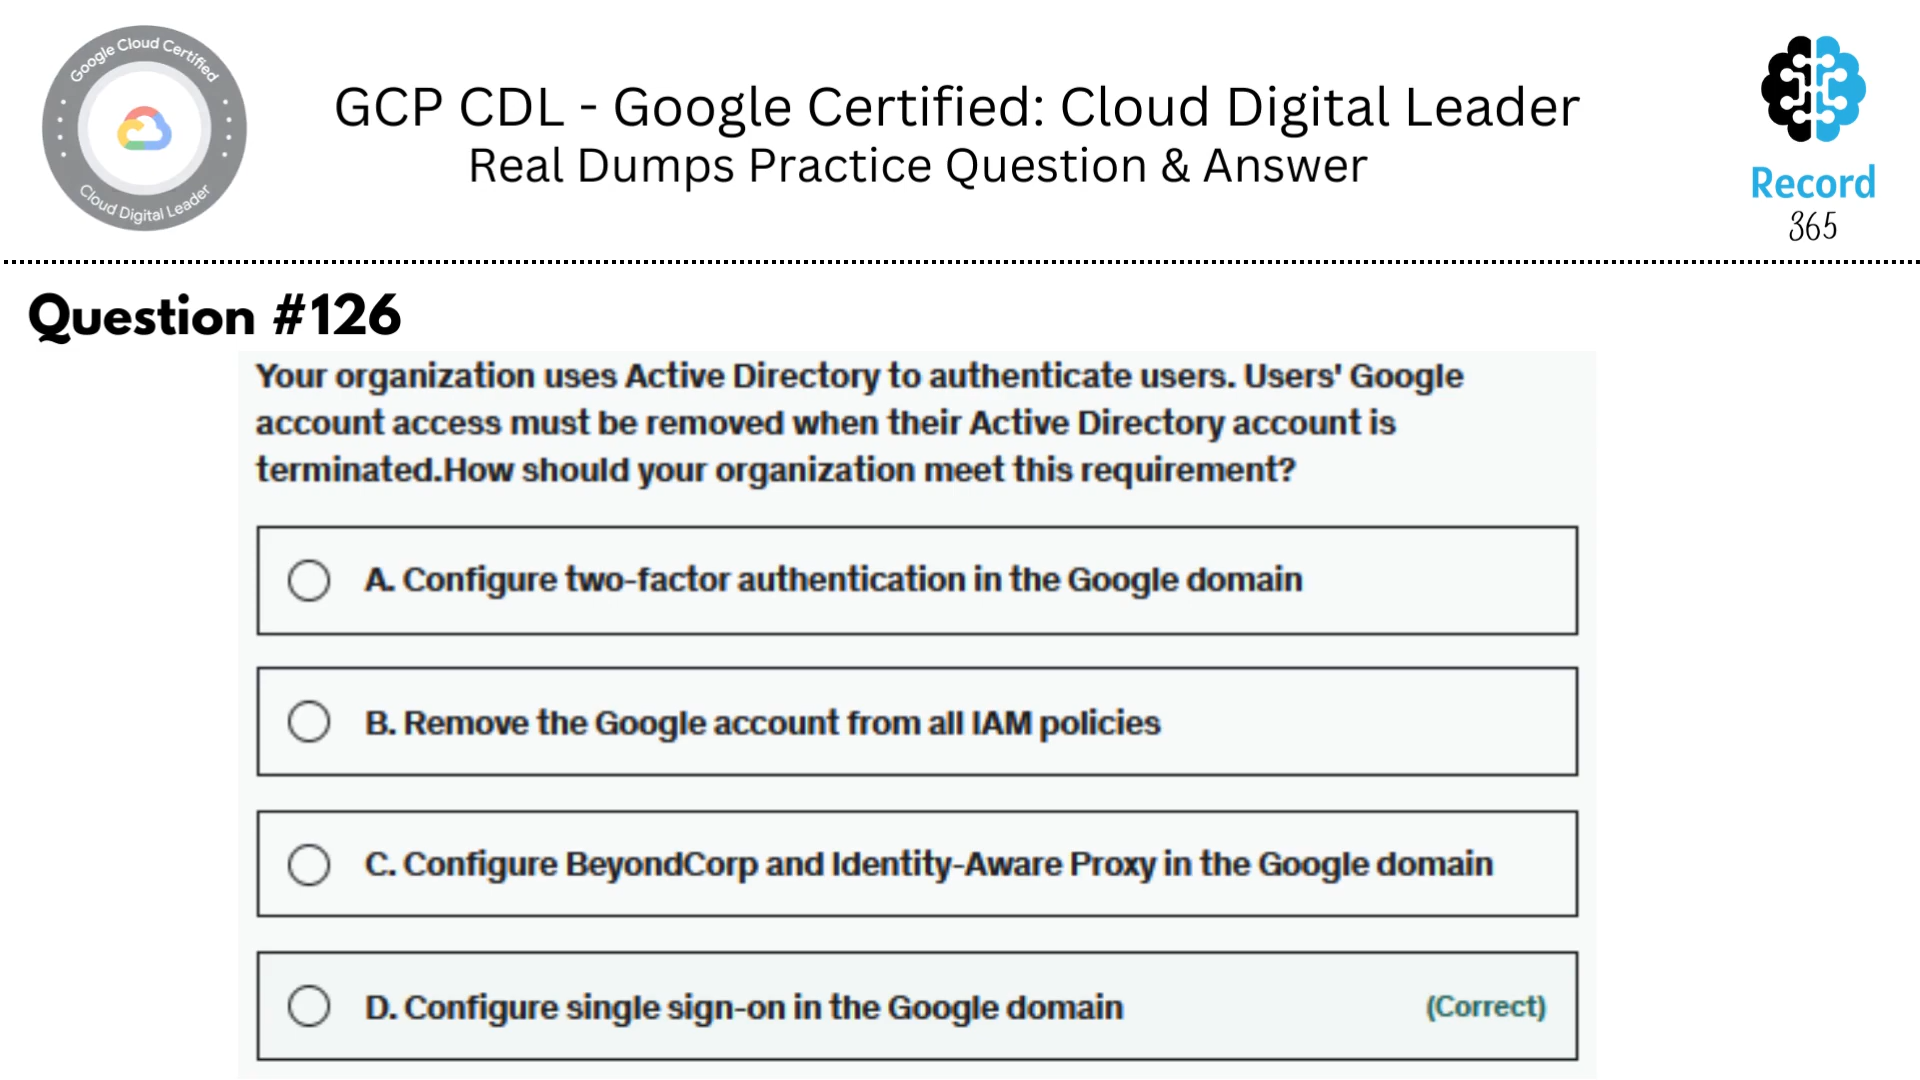 Google Cloud Certified
Cloud Digital Leader
GCP CDL - Google Certified: Cloud Digital Leader
Real Dumps Practice Question & Answer
Record
365
Question #126
Your organization uses Active Directory to authenticate users. Users' Google
account access must be removed when their Active Directory account is
terminated.How should your organization meet this requirement?
A. Configure two-factor authentication in the Google domain
B. Remove the Google account from all IAM policies
C. Configure BeyondCorp and Identity-Aware Proxy in the Google domain
D. Configure single sign-on in the Google domain (Correct)